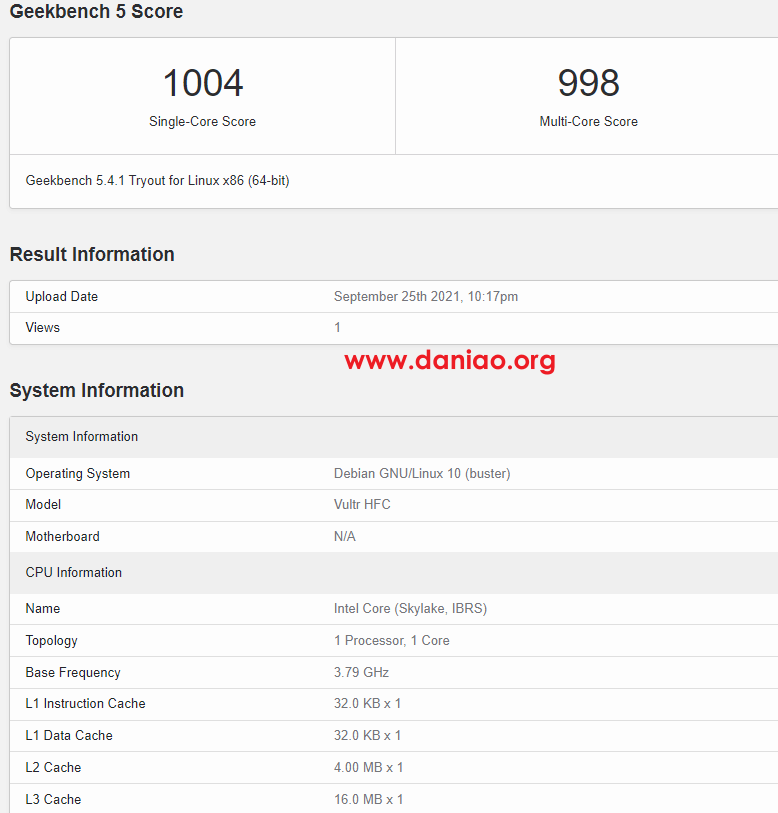 Geekbench 5 Score
1004 998
Single-Core Score Multi-Core Score
Geekbench 5.4.1 Tryout for Linux x86 (64-bit)
Result Information
Upload Date September 25th 2021, 10:17pm
Views 1
www.daniao.org
System Information
System Information
Operating System Debian GNU/Linux 10 (buster)
Model Vultr HFC
Motherboard N/A
CPU Information
Name Intel Core (Skylake, IBRS)
Topology 1 Processor, 1 Core
Base Frequency 3.79 GHz
L1 Instruction Cache 32.0 KB x 1
L1 Data Cache 32.0 KB x 1
L2 Cache 4.00 MB x 1
L3 Cache 16.0 MB x 1